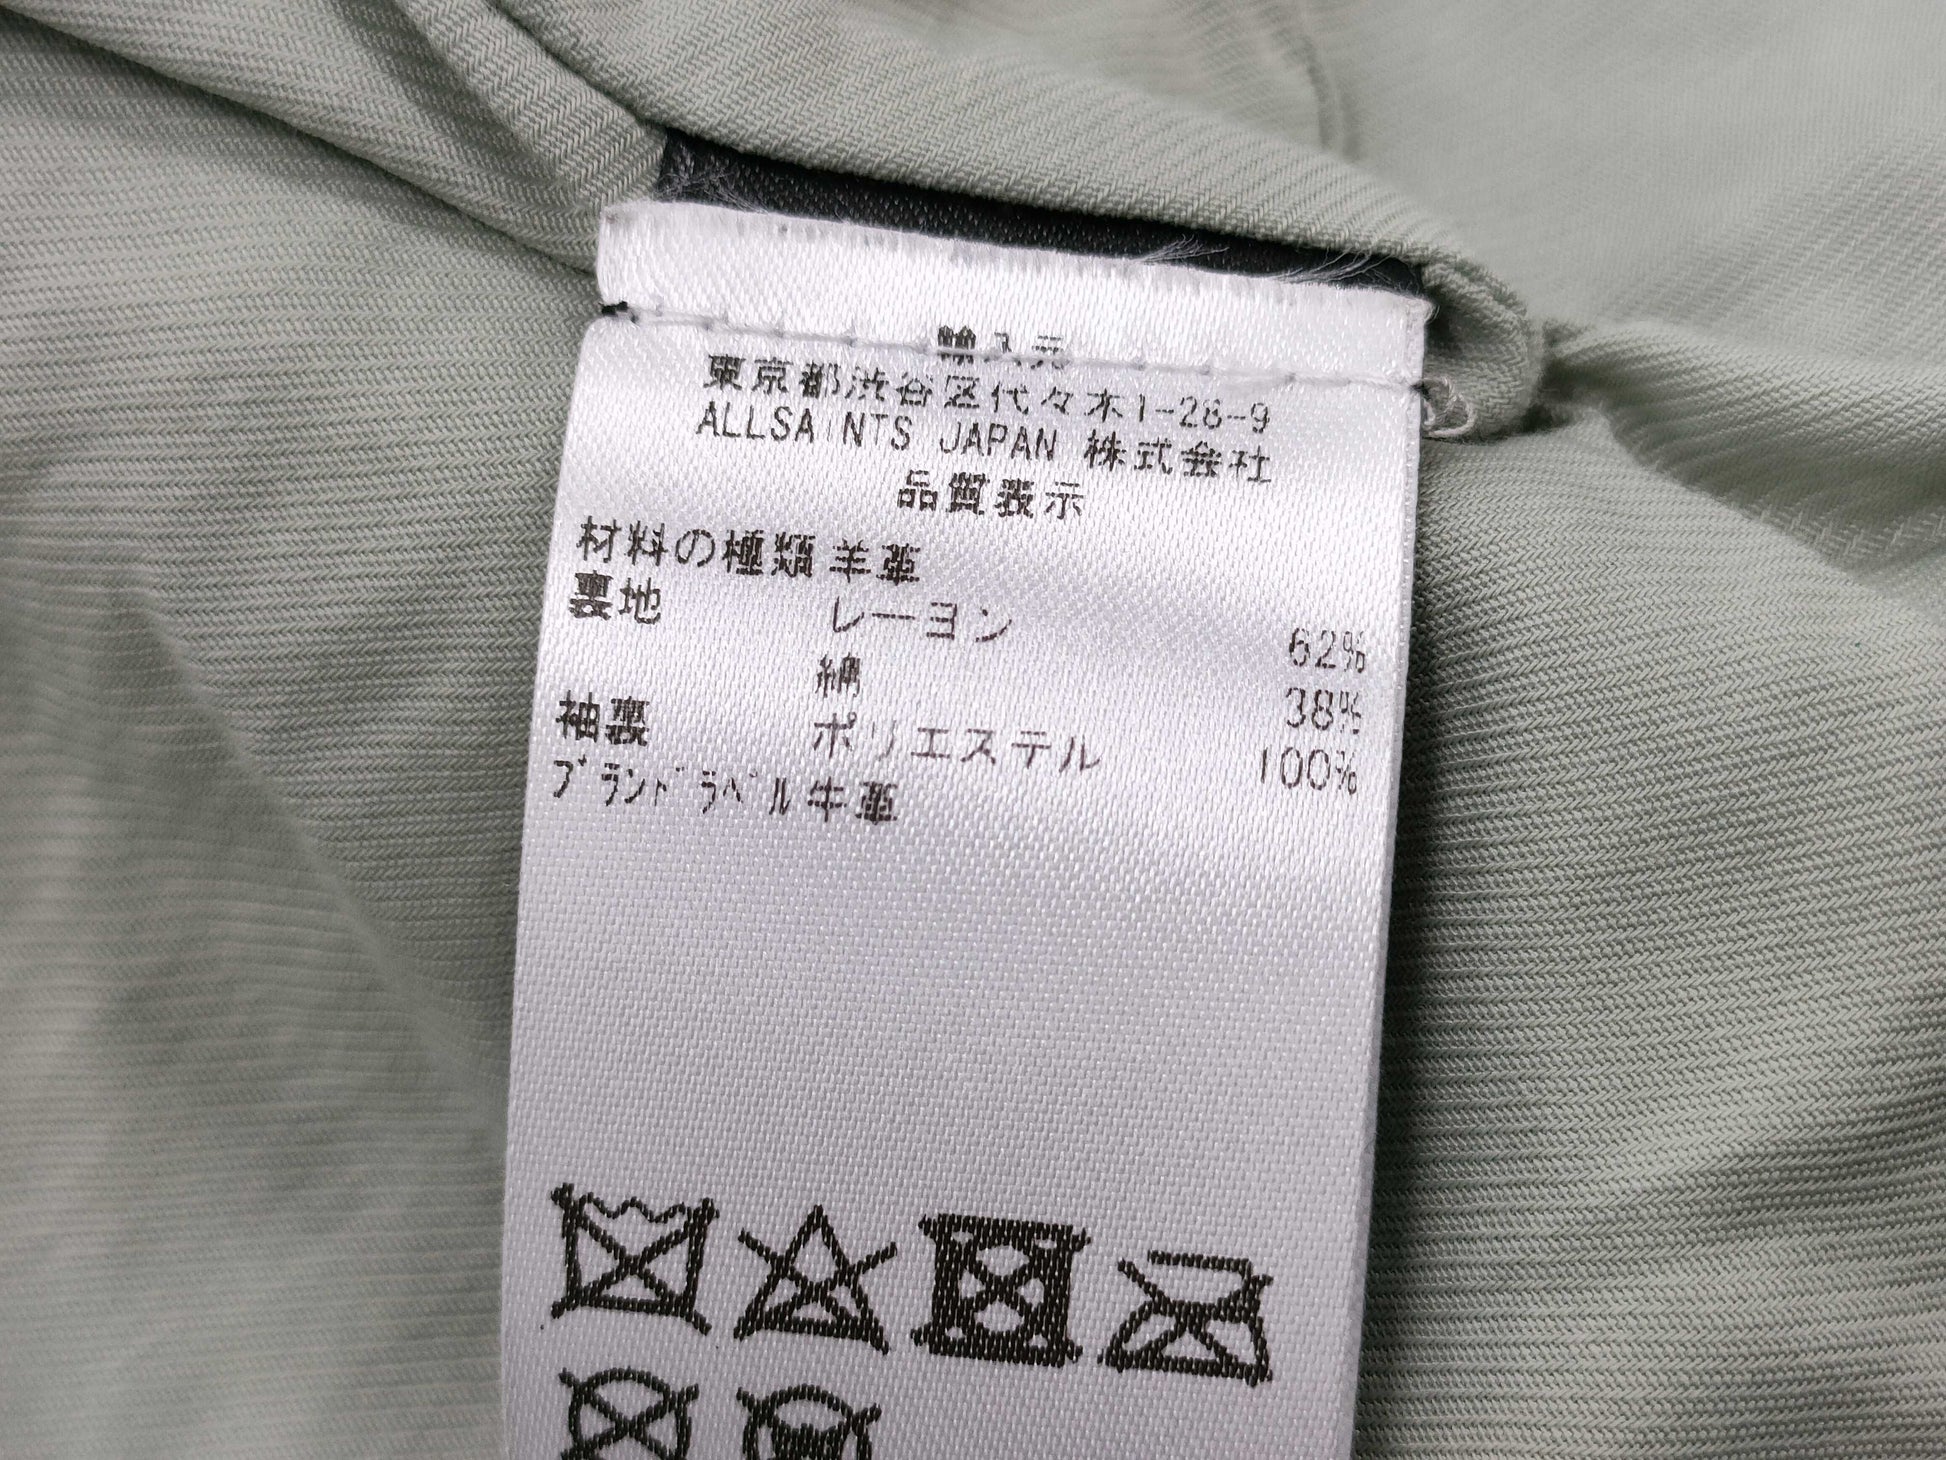 輸入元
東京都渋谷区代々木1-28-9
ALLSAINTS JAPAN 株式会社
品質表示
材料の種類 羊革
裏地 レーヨン 62%
綿 38%
袖裏 ポリエステル 100%
ブランドラベル 牛革